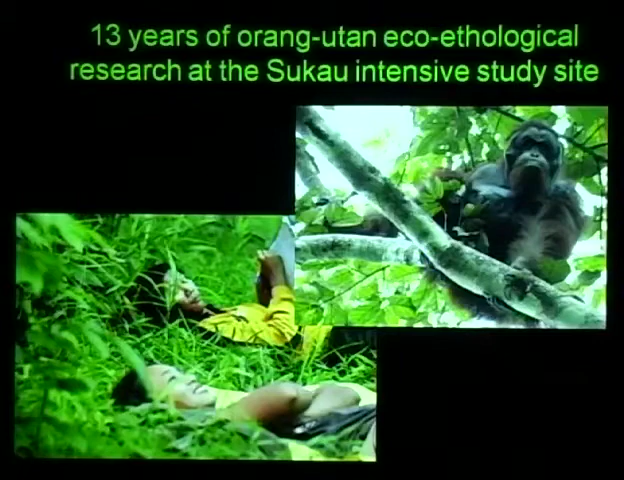 13 years of orang-utan eco-ethological
research at the Sukau intensive study site